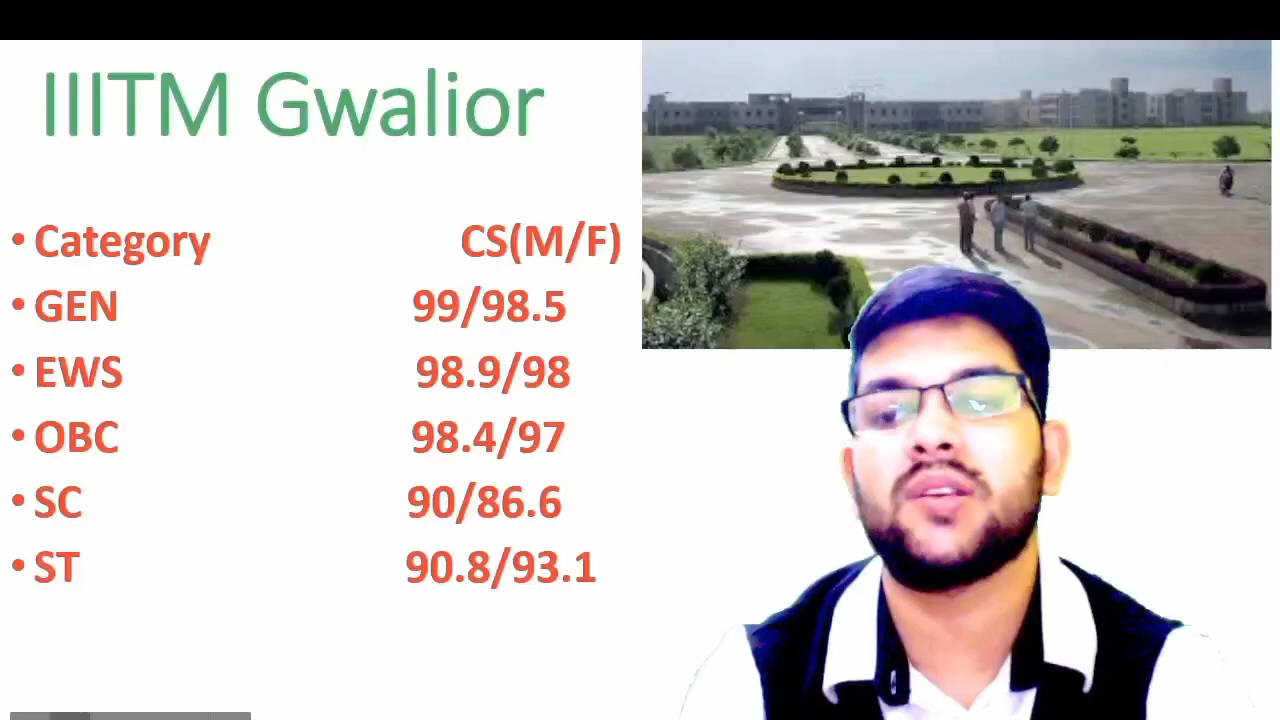 IIITM Gwalior
• Category CS(M/F)
• GEN 99/98.5
• EWS 98.9/98
• OBC 98.4/97
• SC 90/86.6
• ST 90.8/93.1